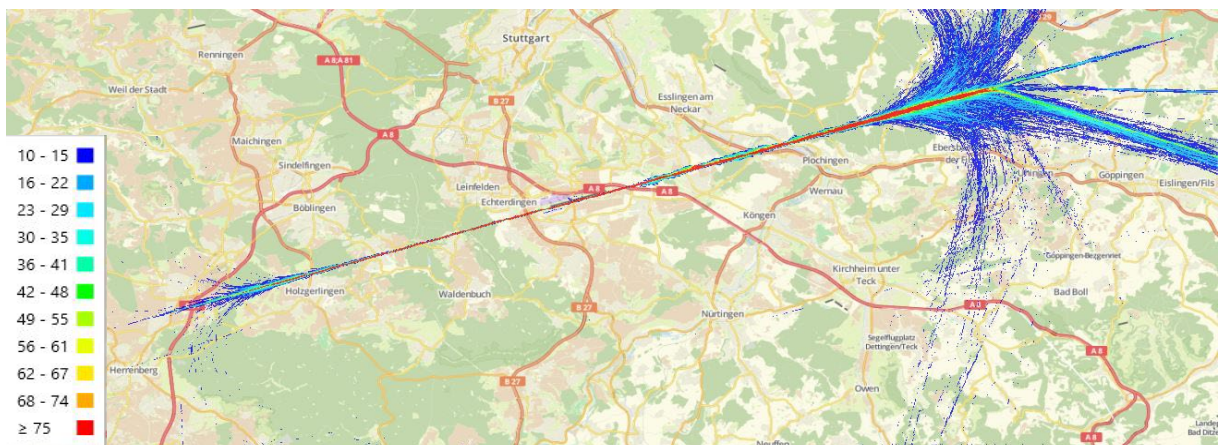 Renningen
A 8;A 81
Stuttgart
Weil der Stadt
B 27
Esslingen am
Neckar
Maichingen
A 8
Sindelfingen
Plochingen
Göppingen
Eislingen/Fils
Leinfelden
Echterdingen
A 8
A 8
Wernau
Böblingen
Köngen
Göppingen-Bezgenriet
Kirchheim unter
Teck
Holzgerlingen
Waldenbuch
Bad Boll
Nürtingen
B 27
Segelflugplatz
Dettingen/Teck
A 8
Herrenberg
B 27
Owen
Neuffen
A 8
10 - 15
16 - 22
23 - 29
30 - 35
36 - 41
42 - 48
49 - 55
56 - 61
62 - 67
68 - 74
≥ 75